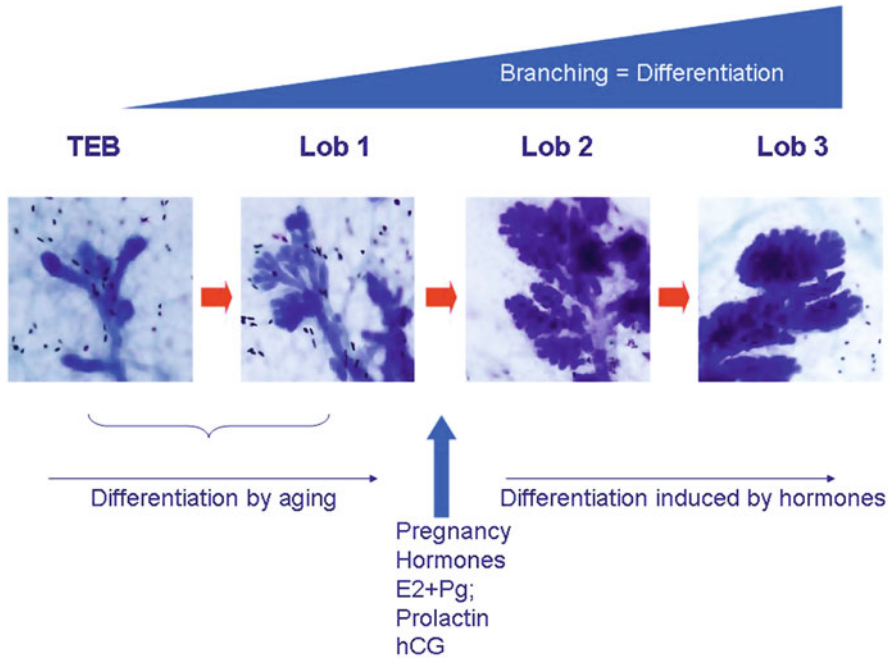 Branching = Differentiation
TEB
Lob 1
Lob 2
Lob 3
Differentiation by aging
Differentiation induced by hormones
Pregnancy
Hormones
E2+Pg;
Prolactin
hCG